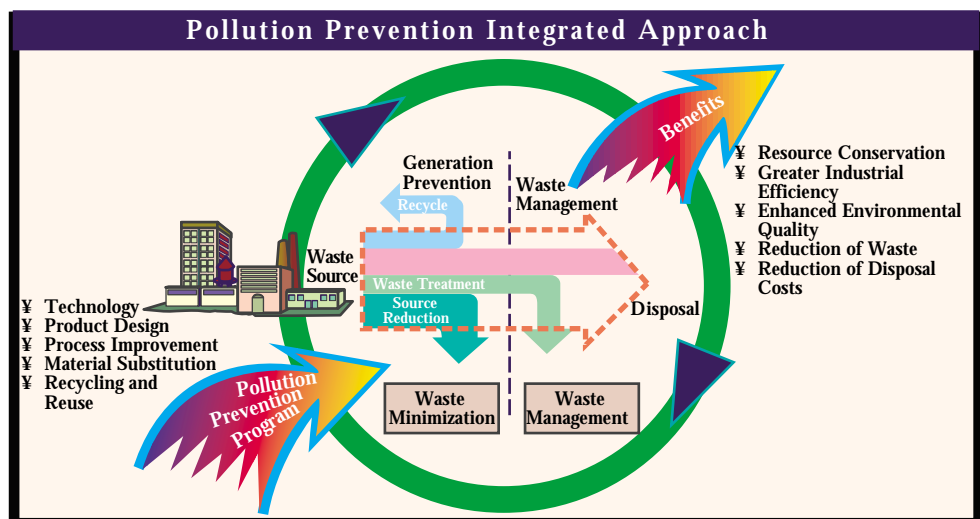 Pollution Prevention Integrated Approach
Benefits
¥ Resource Conservation
¥ Greater Industrial
Efficiency
¥ Enhanced Environmental
Quality
¥ Reduction of Waste
¥ Reduction of Disposal
Costs
Generation
Prevention
Waste
Management
Recycle
Waste
Source
Waste Treatment
Source
Reduction
Disposal
¥ Technology
¥ Product Design
¥ Process Improvement
¥ Material Substitution
¥ Recycling and
Reuse
Pollution
Prevention
Program
Waste
Minimization
Waste
Management